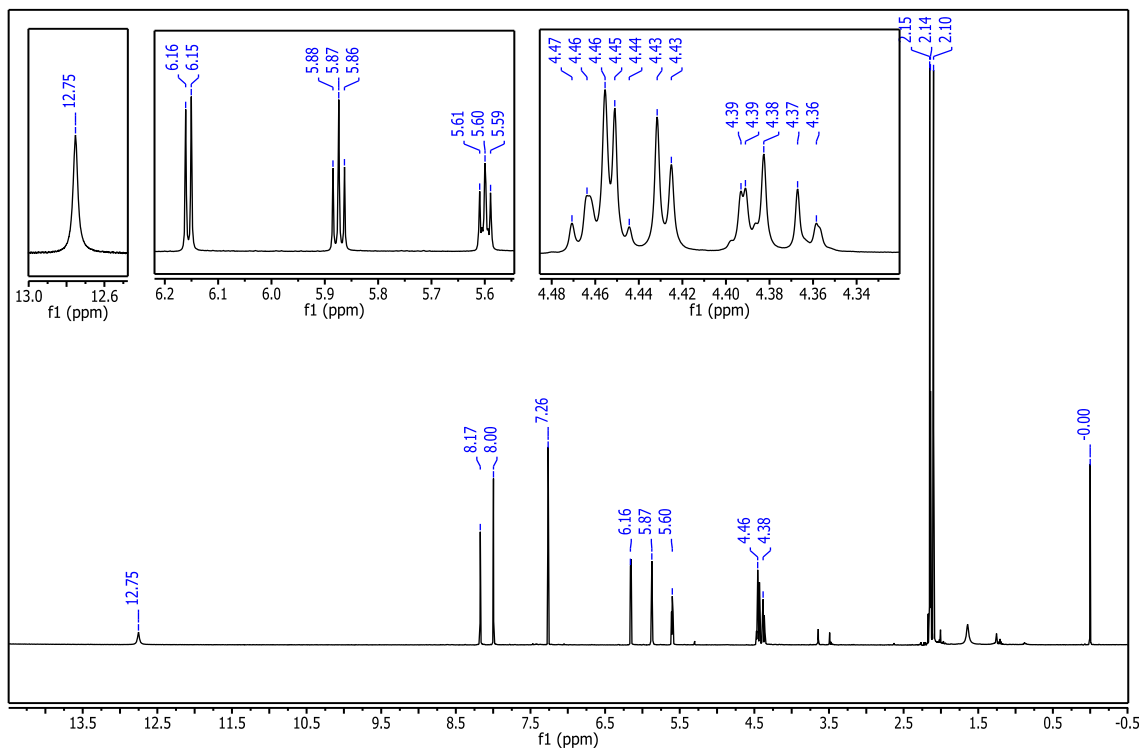 12.75
13.0 12.6
f1 (ppm)
6.16 6.15 5.88 5.87 5.86 5.61 5.60 5.59
6.2 6.1 6.0 5.9 5.8 5.7 5.6
f1 (ppm)
4.47 4.46 4.46 4.45 4.44 4.43 4.43 4.39 4.39 4.38 4.37 4.36
4.48 4.46 4.44 4.42 4.40 4.38 4.36 4.34
f1 (ppm)
2.15 2.14 2.10
12.75 8.17 8.00 7.26 6.16 5.87 5.60 4.46 4.38 -0.00
13.5 12.5 11.5 10.5 9.5 8.5 7.5 6.5 5.5 4.5 3.5 2.5 1.5 0.5 -0.5
f1 (ppm)